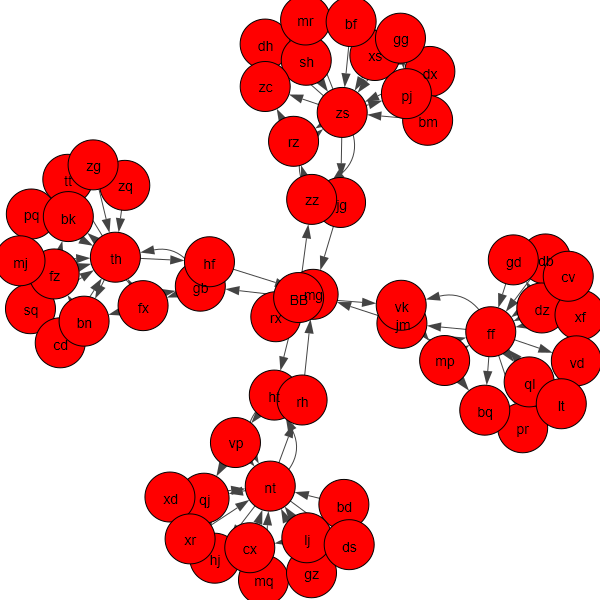 mr
bf
dh
gg
xs
sh
dx
zc
pj
zs
bm
rz
zg
zq
bk
pq
zz
jg
th
hf
gd
db
mj
fz
cv
gb
BB
mg
sq
fx
vk
dz
xf
bn
rx
jm
ff
cd
mp
vd
ql
rh
lt
bq
vp
pr
nt
xd
qj
bd
xr
cx
lj
ds
hj
gz
mq